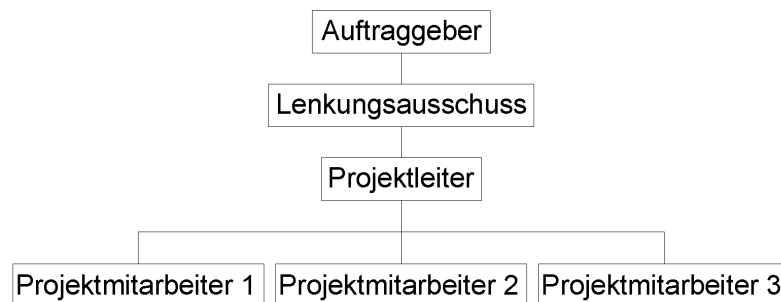 Auftraggeber
Lenkungsausschuss
Projektleiter
Projektmitarbeiter 1
Projektmitarbeiter 2
Projektmitarbeiter 3